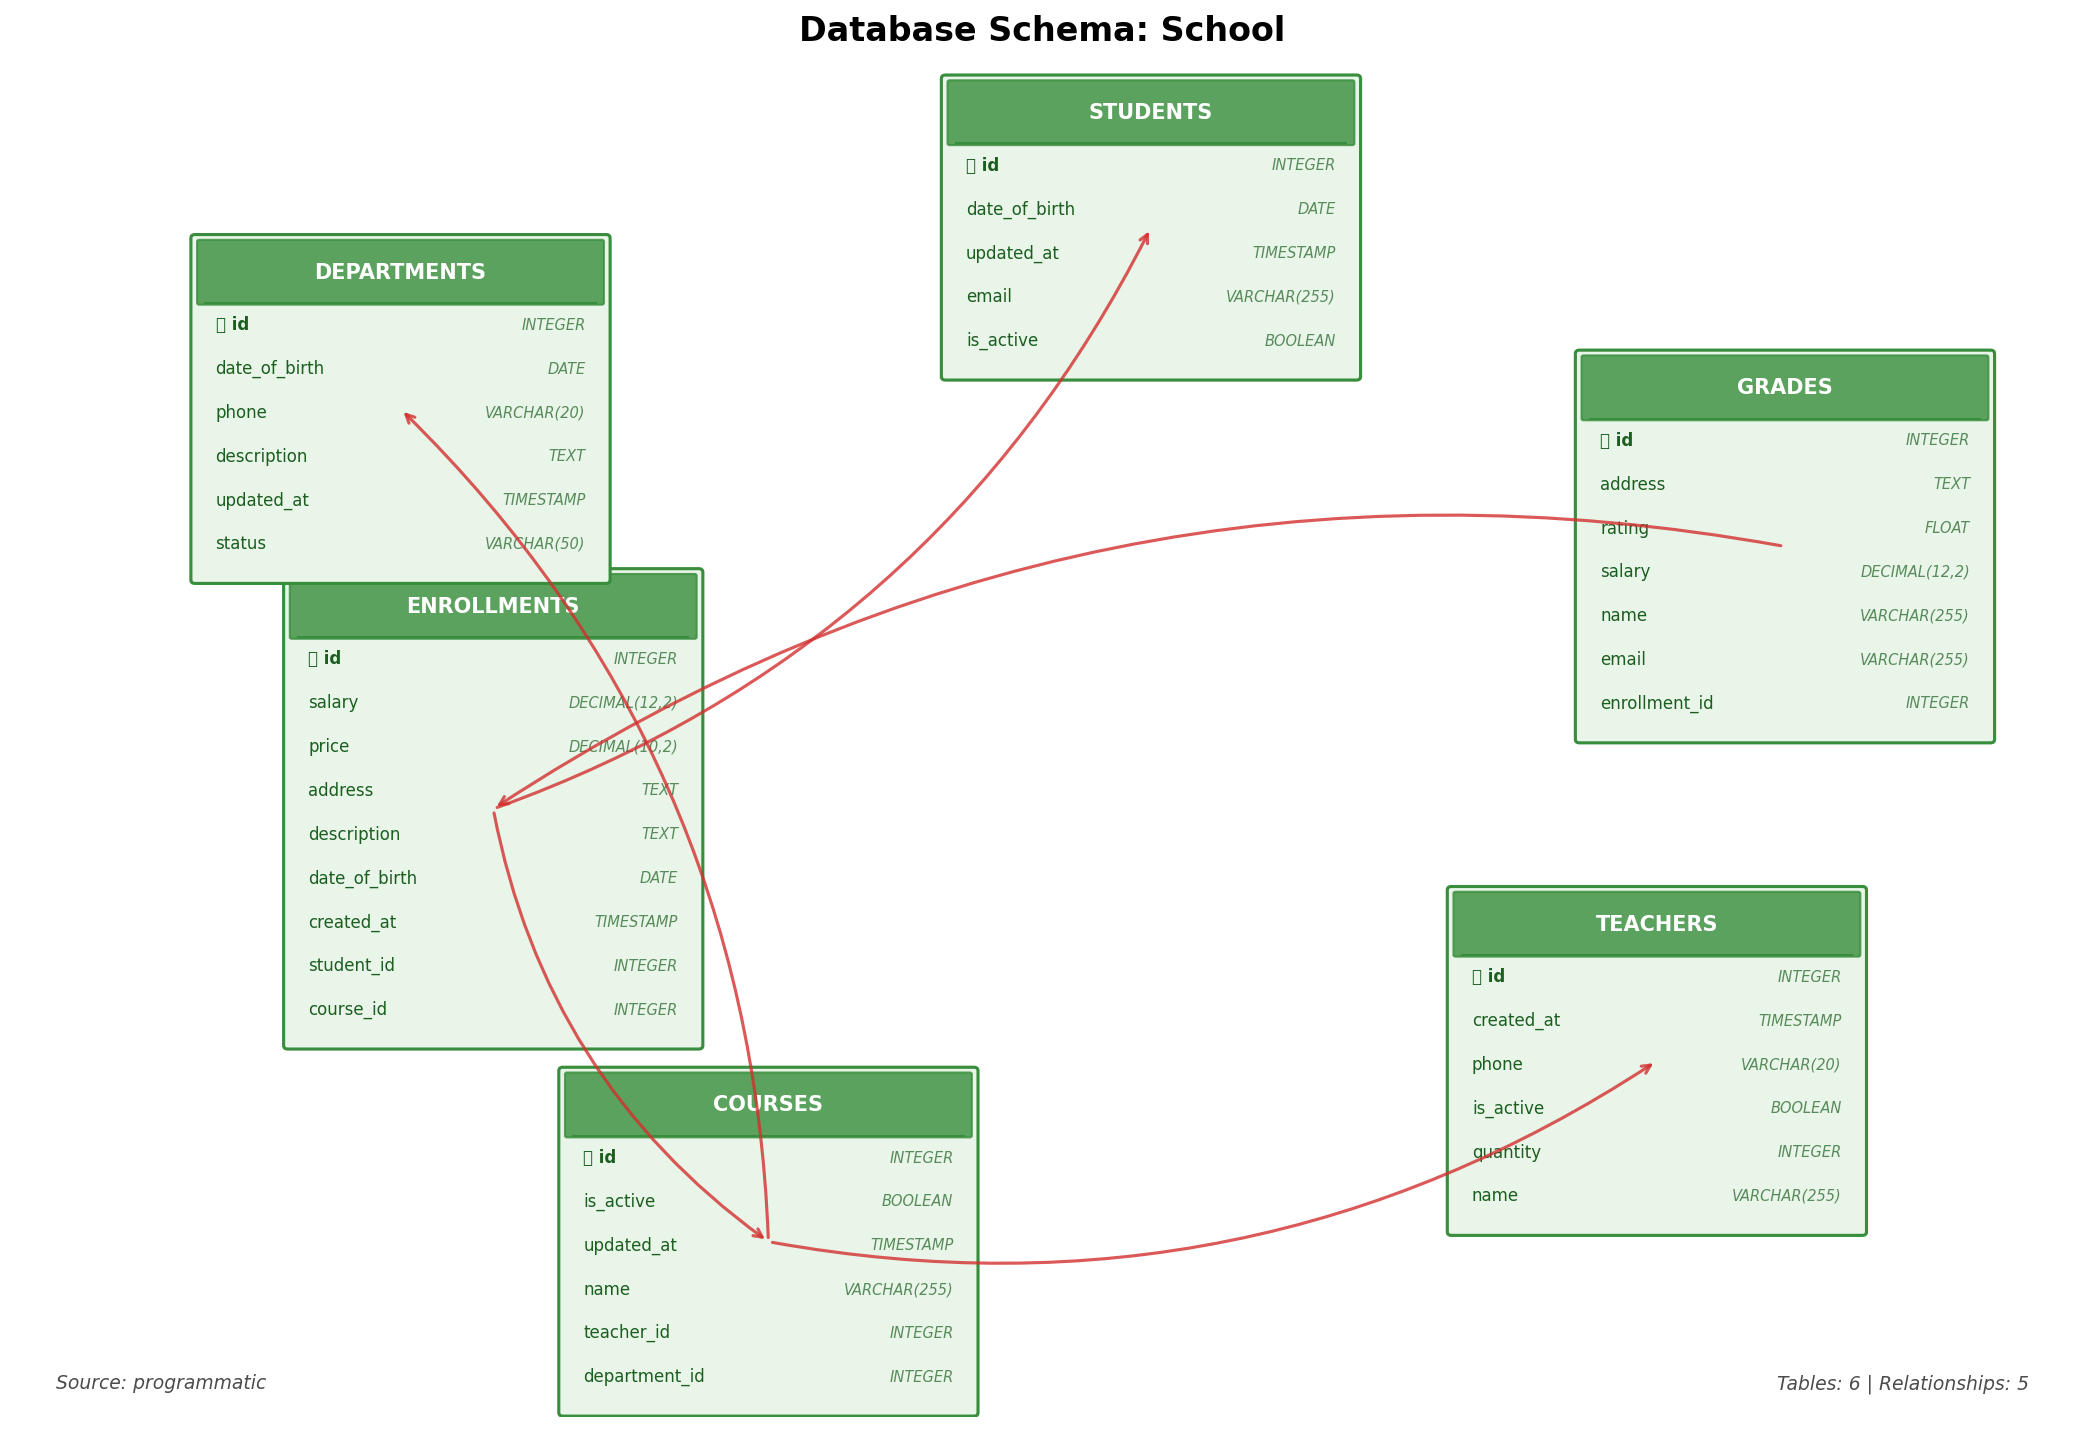 Database Schema: School
STUDENTS
id INTEGER
date_of_birth DATE
updated_at TIMESTAMP
email VARCHAR(255)
is_active BOOLEAN
DEPARTMENTS
id INTEGER
date_of_birth DATE
phone VARCHAR(20)
description TEXT
updated_at TIMESTAMP
status VARCHAR(50)
GRADES
id INTEGER
address TEXT
rating FLOAT
salary DECIMAL(12,2)
name VARCHAR(255)
email VARCHAR(255)
enrollment_id INTEGER
ENROLLMENTS
id INTEGER
salary DECIMAL(12,2)
price DECIMAL(10,2)
address TEXT
description TEXT
date_of_birth DATE
created_at TIMESTAMP
student_id INTEGER
course_id INTEGER
TEACHERS
id INTEGER
created_at TIMESTAMP
phone VARCHAR(20)
is_active BOOLEAN
quantity INTEGER
name VARCHAR(255)
COURSES
id INTEGER
is_active BOOLEAN
updated_at TIMESTAMP
name VARCHAR(255)
teacher_id INTEGER
department_id INTEGER
Source: programmatic
Tables: 6 | Relationships: 5